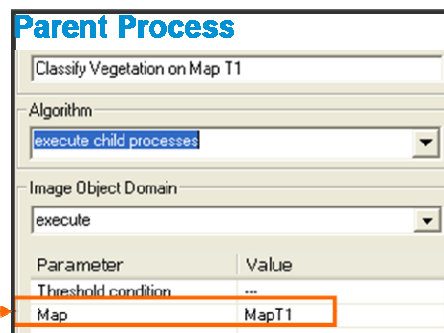 Parent Process
Classify Vegetation on Map T1
Algorithm
execute child processes
Image Object Domain
execute
Parameter Value
Threshold condition ---
Map MapT1